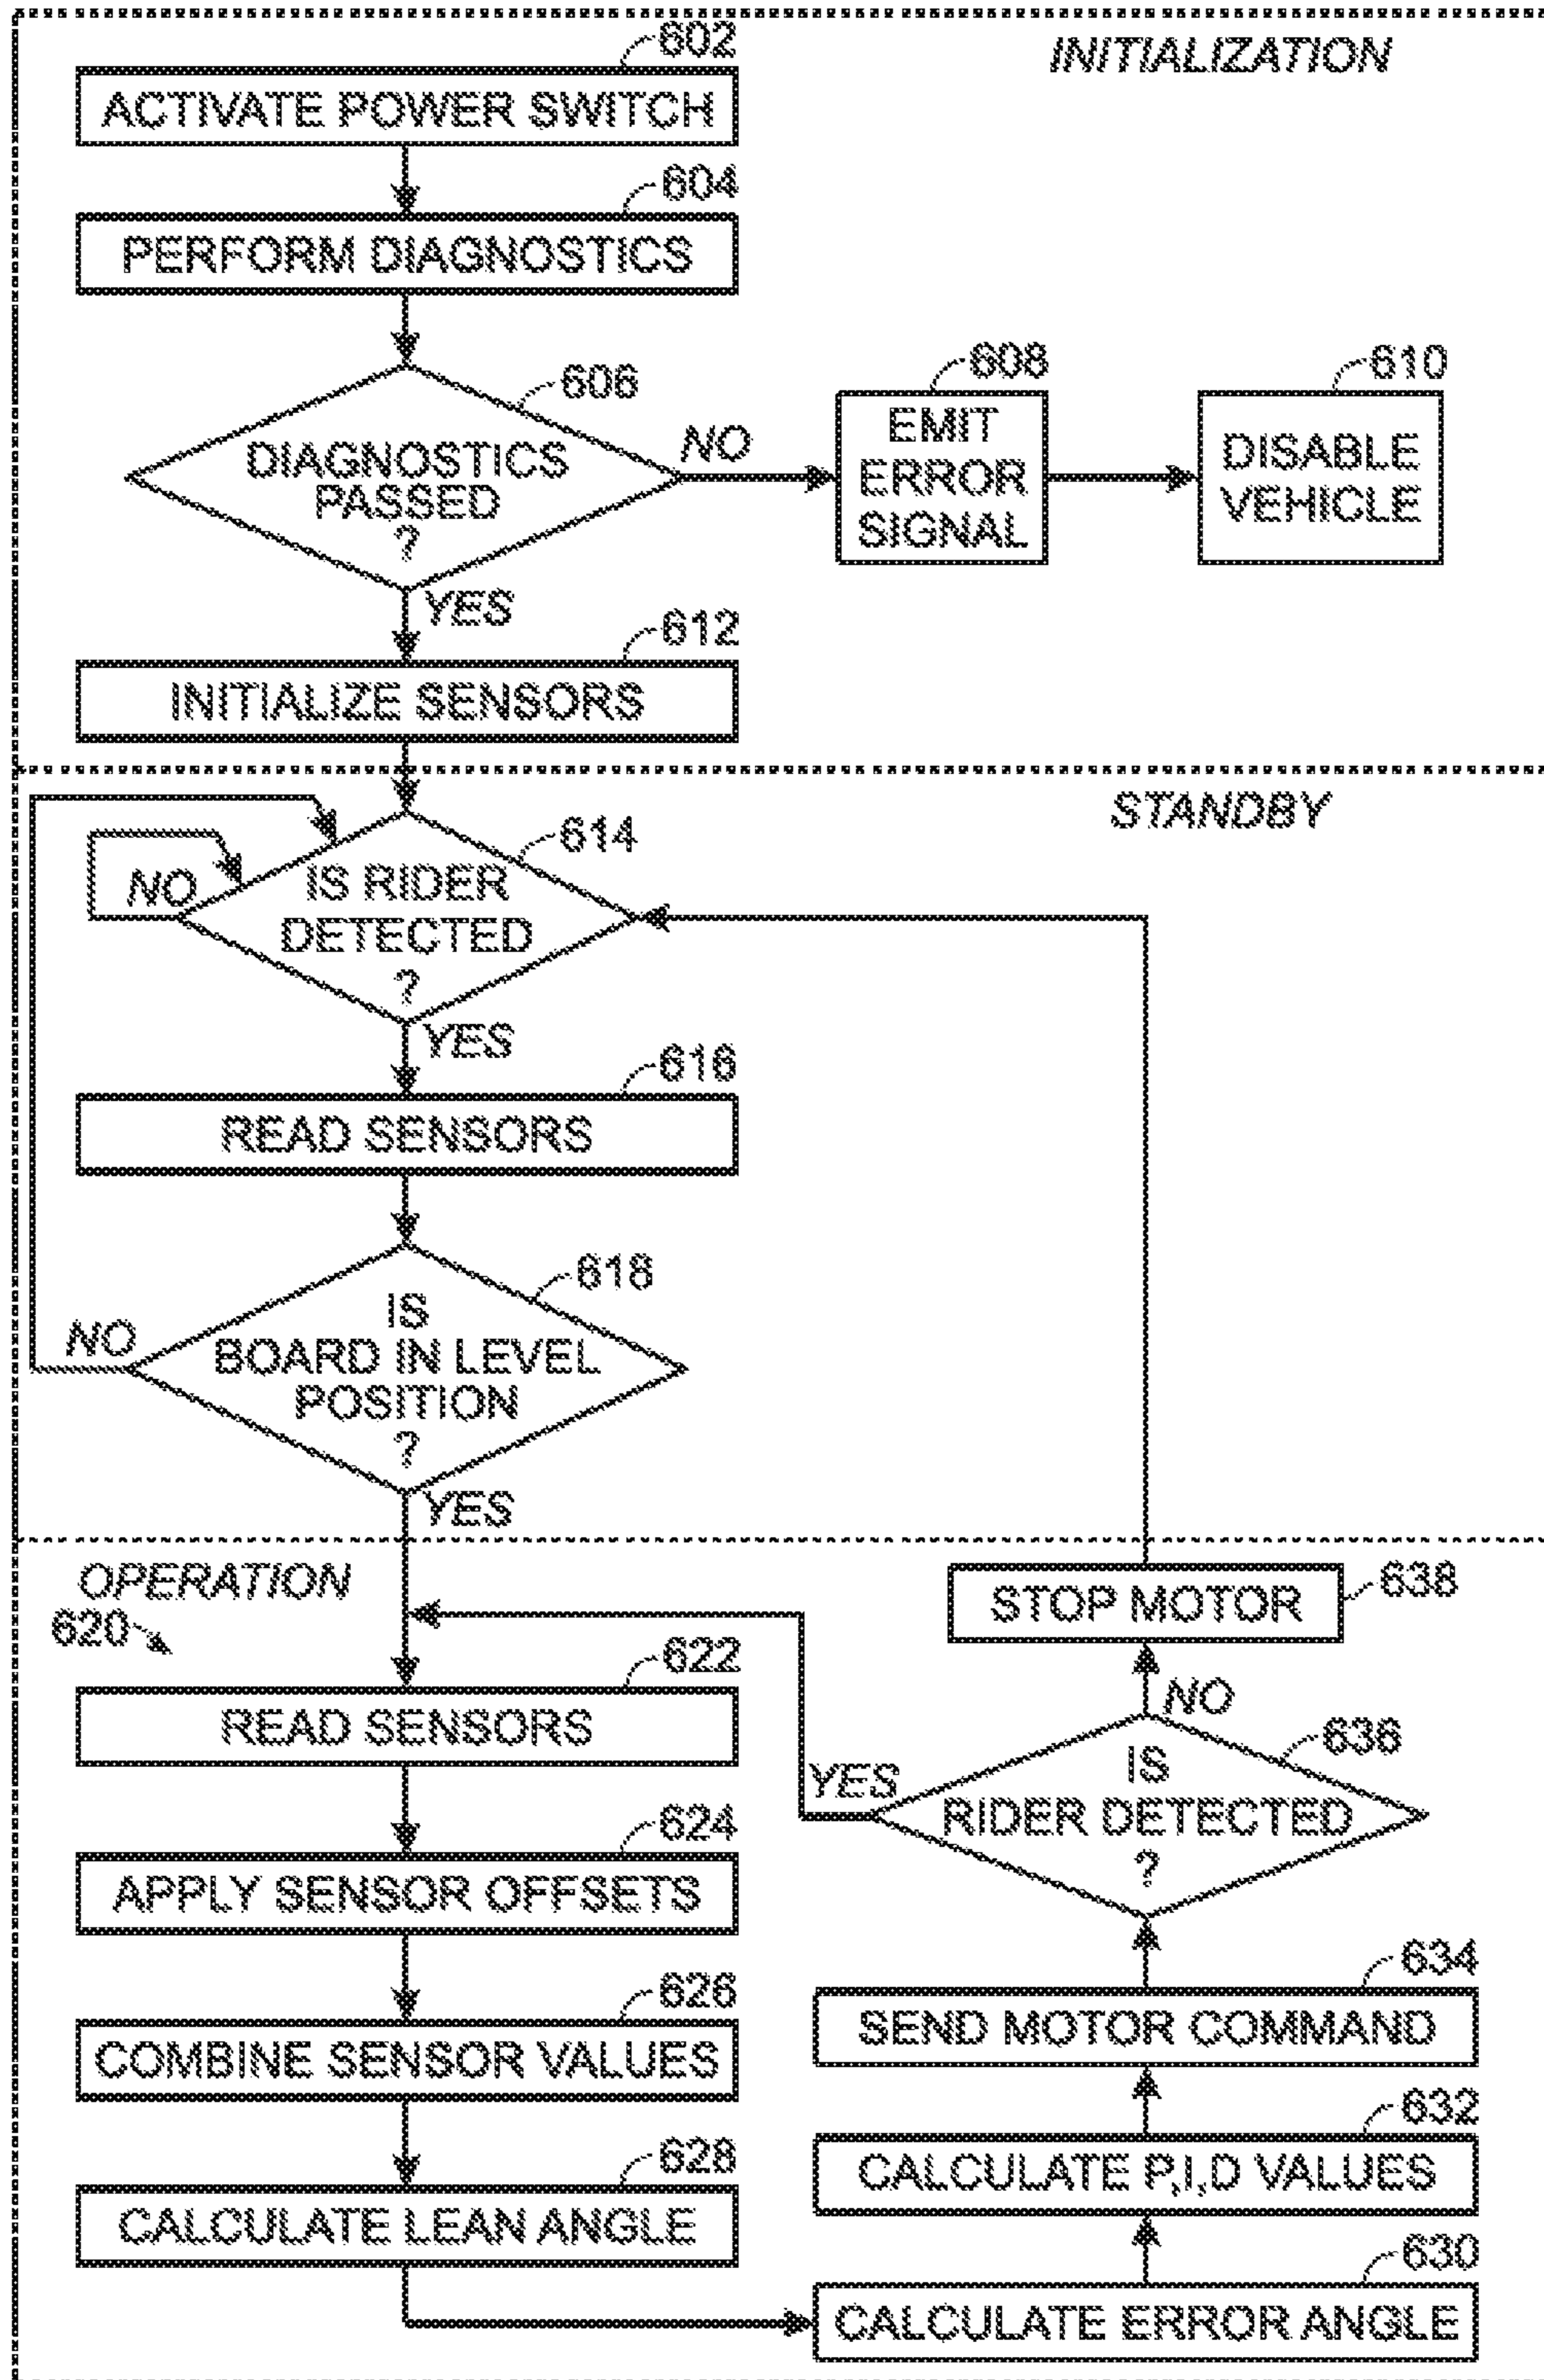 602
INITIALIZATION
ACTIVATE POWER SWITCH
604
PERFORM DIAGNOSTICS
606
DIAGNOSTICS
PASSED
?
NO
YES
608
EMIT
ERROR
SIGNAL
610
DISABLE
VEHICLE
612
INITIALIZE SENSORS
STANDBY
614
IS RIDER
DETECTED
?
NO
YES
616
READ SENSORS
618
IS
BOARD IN LEVEL
POSITION
?
NO
YES
OPERATION
620
622
READ SENSORS
624
APPLY SENSOR OFFSETS
626
COMBINE SENSOR VALUES
628
CALCULATE LEAN ANGLE
630
CALCULATE ERROR ANGLE
632
CALCULATE P,I,D VALUES
634
SEND MOTOR COMMAND
636
IS
RIDER DETECTED
?
YES
NO
638
STOP MOTOR